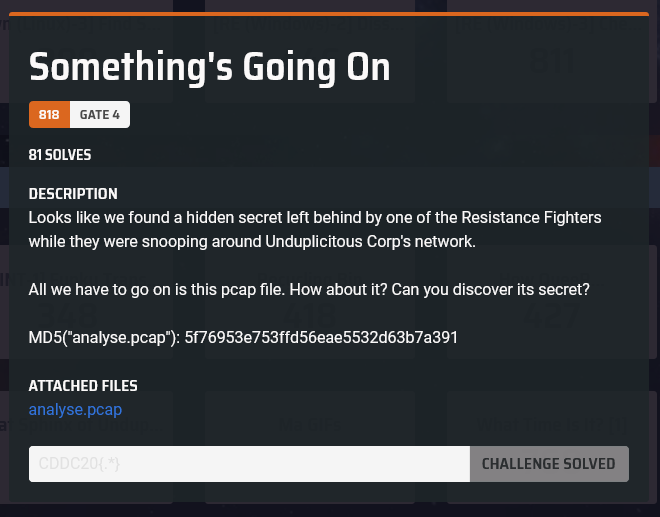 Something's Going On
818 GATE 4
81 SOLVES
DESCRIPTION
Looks like we found a hidden secret left behind by one of the Resistance Fighters
while they were snooping around Unduplicitous Corp's network.
All we have to go on is this pcap file. How about it? Can you discover its secret?
MD5("analyse.pcap"): 5f76953e753ffd56eae5532d63b7a391
ATTACHED FILES
analyse.pcap
CDDC20{.*} CHALLENGE SOLVED